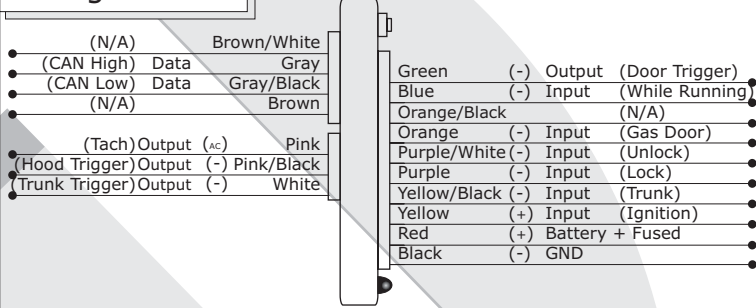 (N/A) Brown/White
(CAN High) Data Gray
(CAN Low) Data Gray/Black
(N/A) Brown
(Tach) Output (AC) Pink
(Hood Trigger) Output (-) Pink/Black
(Trunk Trigger) Output (-) White
Green (-) Output (Door Trigger)
Blue (-) Input (While Running)
Orange/Black (N/A)
Orange (-) Input (Gas Door)
Purple/White (-) Input (Unlock)
Purple (-) Input (Lock)
Yellow/Black (-) Input (Trunk)
Yellow (+) Input (Ignition)
Red (+) Battery + Fused
Black (-) GND